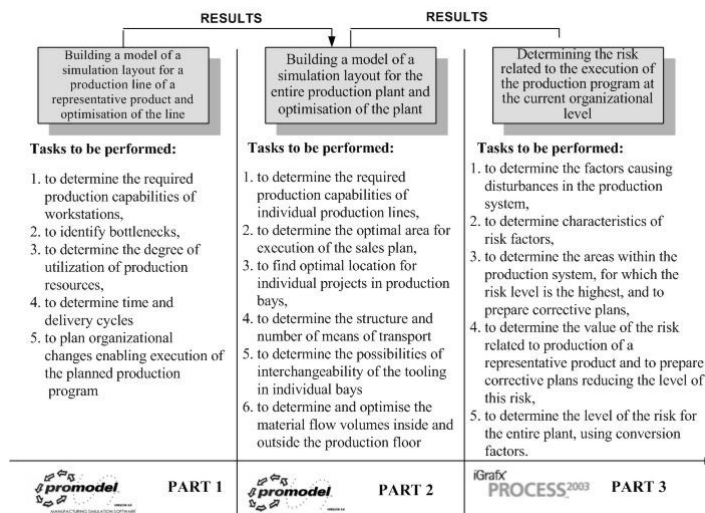 RESULTS
RESULTS
Building a model of a
simulation layout for a
production line of a
representative product and
optimisation of the line
Tasks to be performed:
1. to determine the required
production capabilities of
workstations,
2. to identify bottlenecks,
3. to determine the degree of
utilization of production
resources,
4. to determine time and
delivery cycles
5. to plan organizational
changes enabling execution of
the planned production
program
promodel
MANUFACTURING SIMULATION SOFTWARE
PART 1
Building a model of a
simulation layout for the
entire production plant and
optimisation of the plant
Tasks to be performed:
1. to determine the required
production capabilities of
individual production lines,
2. to determine the optimal area for
execution of the sales plan,
3. to find optimal location for
individual projects in production
bays,
4. to determine the structure and
number of means of transport
5. to determine the possibilities of
interchangeability of the tooling
in individual bays
6. to determine and optimise the
material flow volumes inside and
outside the production floor
promodel
PART 2
Determining the risk
related to the execution of
the production program at
the current organizational
level
Tasks to be performed:
1. to determine the factors causing
disturbances in the production
system,
2. to determine characteristics of
risk factors,
3. to determine the areas within the
production system, for which the
risk level is the highest, and to
prepare corrective plans,
4. to determine the value of the risk
related to production of a
representative product and to prepare
corrective plans reducing the level of
this risk,
5. to determine the level of the risk for
the entire plant, using conversion
factors.
iGrafx
PROCESS 2003
PART 3